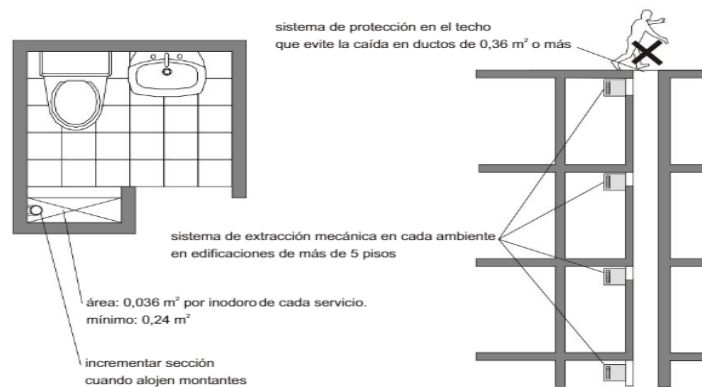 sistema de protección en el techo
que evite la caída en ductos de 0,36 m² o más
sistema de extracción mecánica en cada ambiente
en edificaciones de más de 5 pisos
área: 0,036 m² por inodoro de cada servicio.
mínimo: 0,24 m²
incrementar sección
cuando alojen montantes